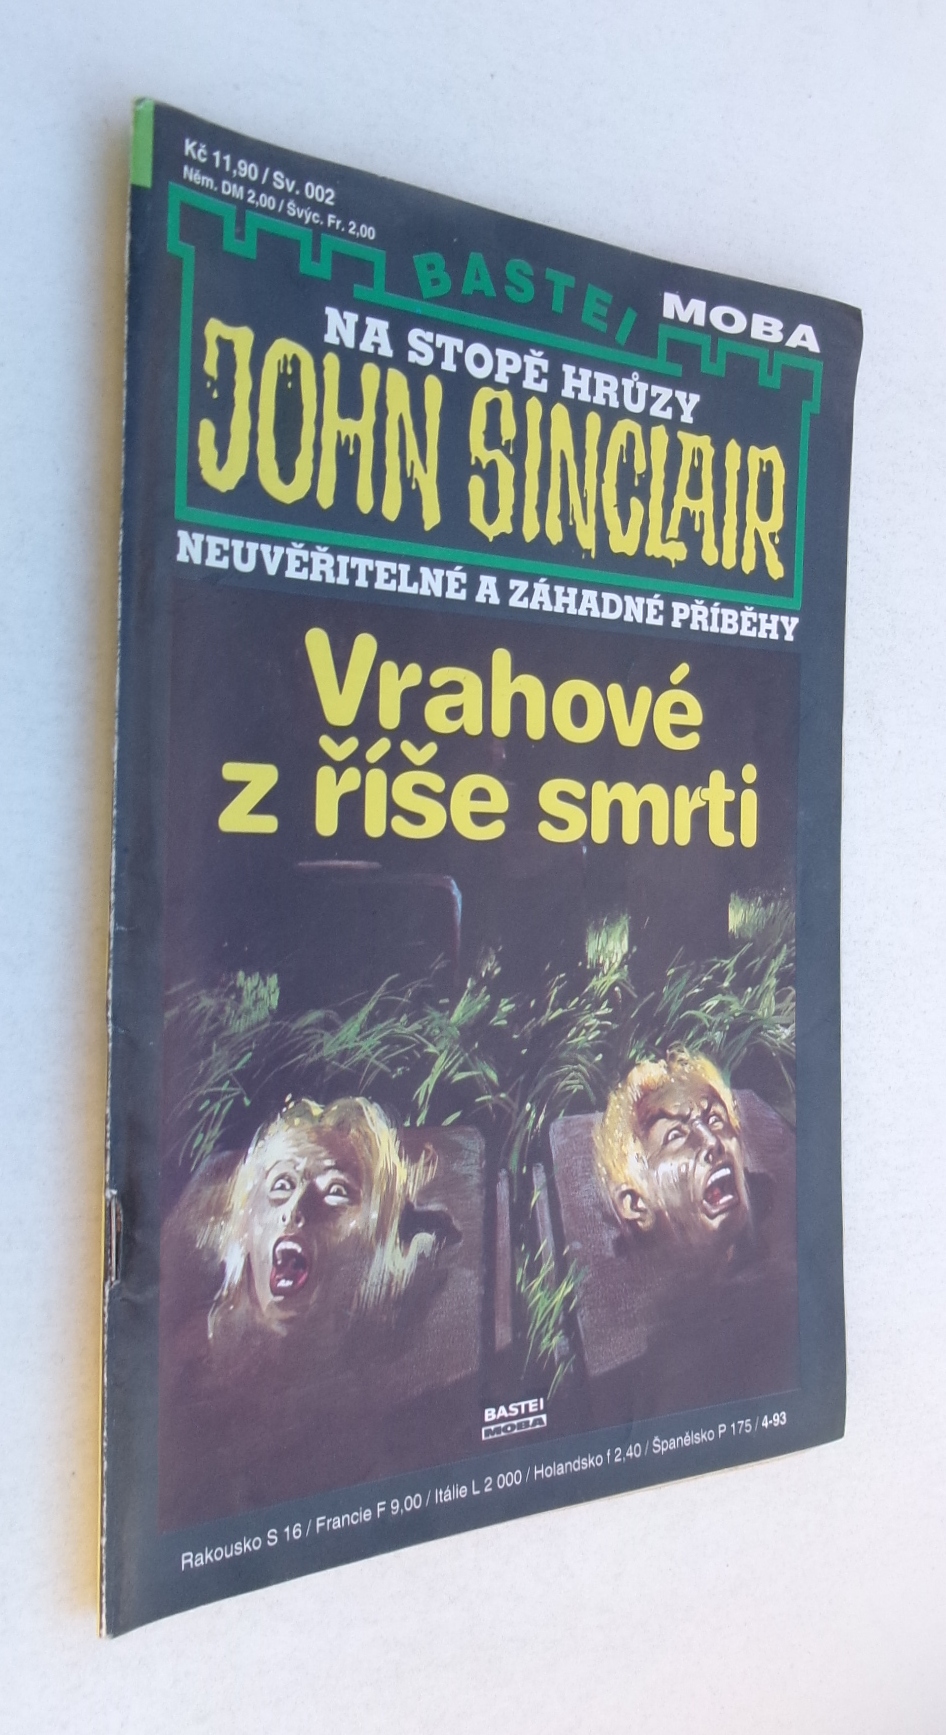 Kč 11,90 / Sv. 002
Něm. DM 2,00 / Švýc. Fr. 2,00
BASTEI
MOBA
NA STOPĚ HRŮZY
JOHN SINCLAIR
NEUVĚŘITELNÉ A ZÁHADNÉ PŘÍBĚHY
Vrahové
z říše smrti
BASTEI
MOBA
Rakousko S 16 / Francie F 9,00 / Itálie L 2 000 / Holandsko f 2,40 / Španělsko P 175 / 4-93